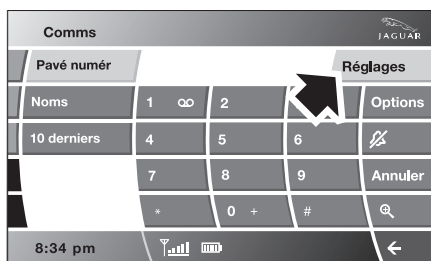 Comms JAGUAR
Pavé numér Réglages
Noms 1 2 Options
10 derniers 4 5 6
7 8 9 Annuler
* 0 + #
8:34 pm